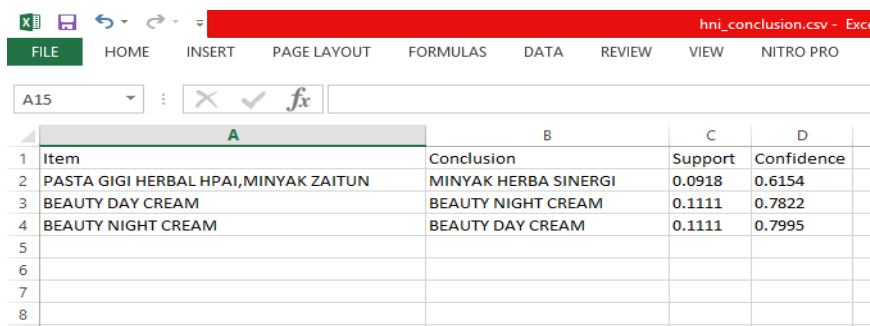 hni_conclusion.csv - Exce
FILE HOME INSERT PAGE LAYOUT FORMULAS DATA REVIEW VIEW NITRO PRO
A15 fx
A B C D
1 Item Conclusion Support Confidence
2 PASTA GIGI HERBAL HPAI,MINYAK ZAITUN MINYAK HERBA SINERGI 0.0918 0.6154
3 BEAUTY DAY CREAM BEAUTY NIGHT CREAM 0.1111 0.7822
4 BEAUTY NIGHT CREAM BEAUTY DAY CREAM 0.1111 0.7995
5
6
7
8